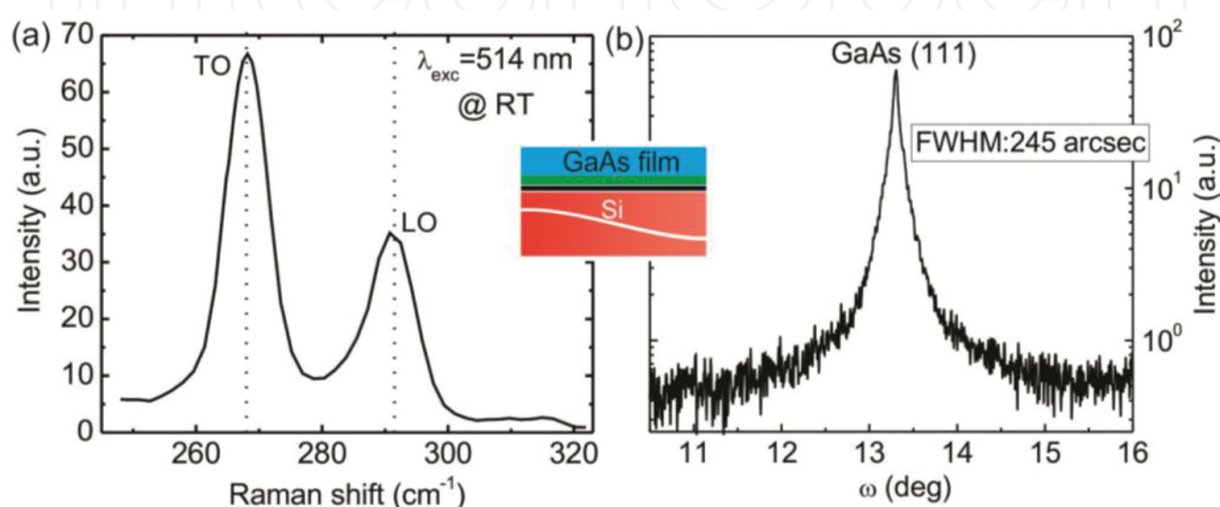 (a)
70
60
50
40
30
20
10
0
Intensity (a.u.)
TO
LO
λexc=514 nm
@ RT
260
280
300
320
Raman shift (cm-1)
GaAs film
Si
(b)
GaAs (111)
FWHM:245 arcsec
10²
10¹
10⁰
Intensity (a.u.)
11
12
13
14
15
16
ω (deg)